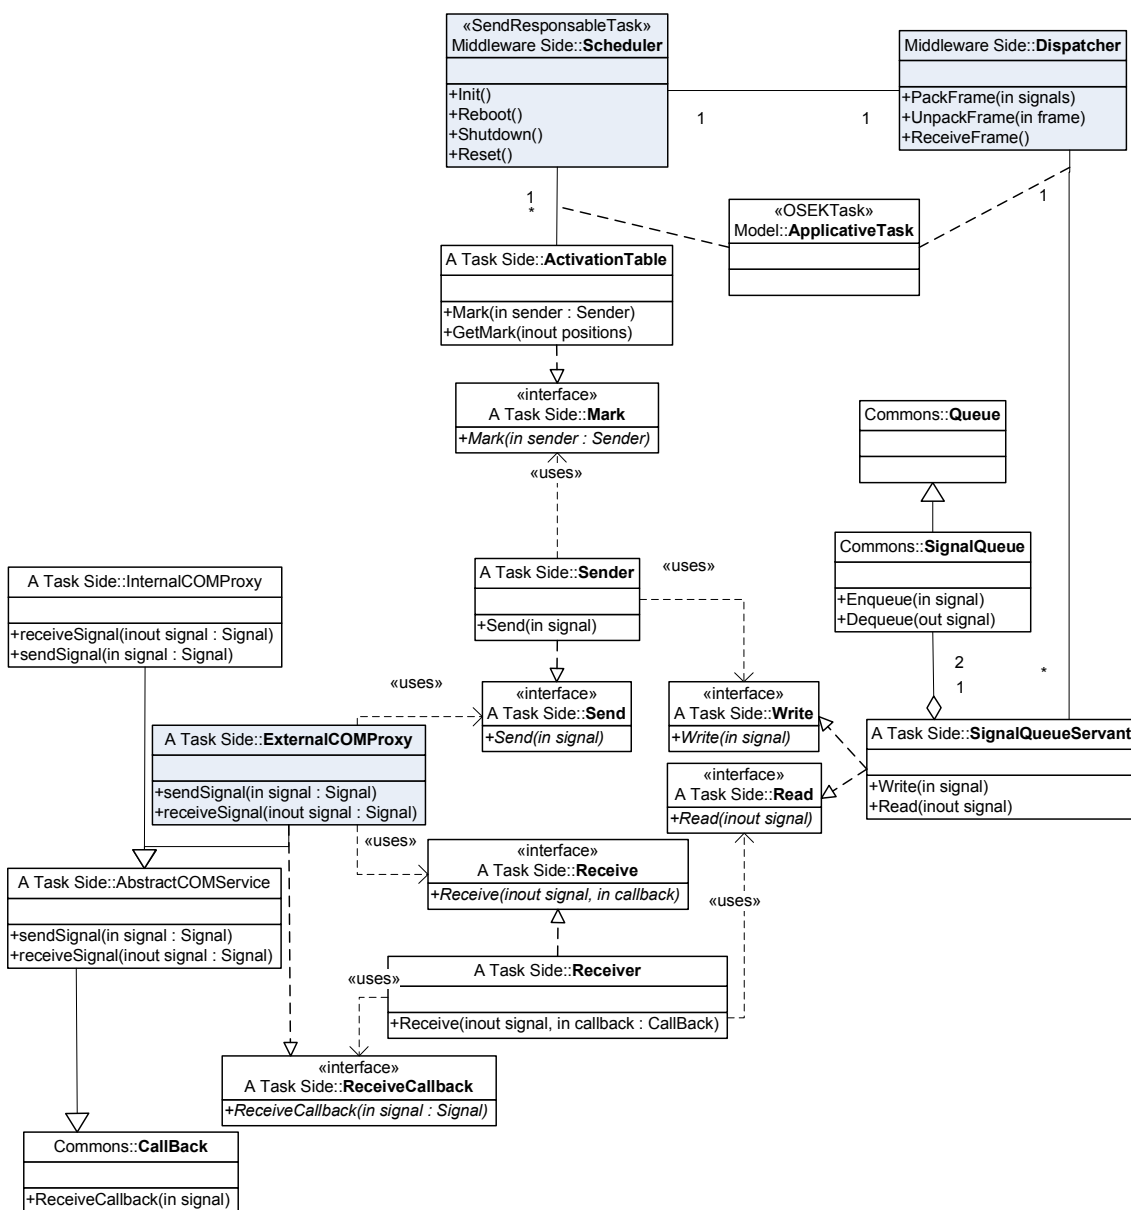 «SendResponsableTask»
Middleware Side::Scheduler
+Init()
+Reboot()
+Shutdown()
+Reset()
Middleware Side::Dispatcher
+PackFrame(in signals)
+UnpackFrame(in frame)
+ReceiveFrame()
1
1
1
*
1
«OSEKTask»
Model::ApplicativeTask
A Task Side::ActivationTable
+Mark(in sender : Sender)
+GetMark(inout positions)
«interface»
A Task Side::Mark
+Mark(in sender : Sender)
«uses»
Commons::Queue
Commons::SignalQueue
+Enqueue(in signal)
+Dequeue(out signal)
2
1
*
A Task Side::Sender
+Send(in signal)
«uses»
A Task Side::InternalCOMProxy
+receiveSignal(inout signal : Signal)
+sendSignal(in signal : Signal)
«uses»
«interface»
A Task Side::Send
+Send(in signal)
«interface»
A Task Side::Write
+Write(in signal)
A Task Side::SignalQueueServant
+Write(in signal)
+Read(inout signal)
A Task Side::ExternalCOMProxy
+sendSignal(in signal : Signal)
+receiveSignal(inout signal : Signal)
«interface»
A Task Side::Read
+Read(inout signal)
«uses»
«interface»
A Task Side::Receive
+Receive(inout signal, in callback)
«uses»
A Task Side::AbstractCOMService
+sendSignal(in signal : Signal)
+receiveSignal(inout signal : Signal)
«uses»
A Task Side::Receiver
+Receive(inout signal, in callback : CallBack)
«interface»
A Task Side::ReceiveCallback
+ReceiveCallback(in signal : Signal)
Commons::CallBack
+ReceiveCallback(in signal)